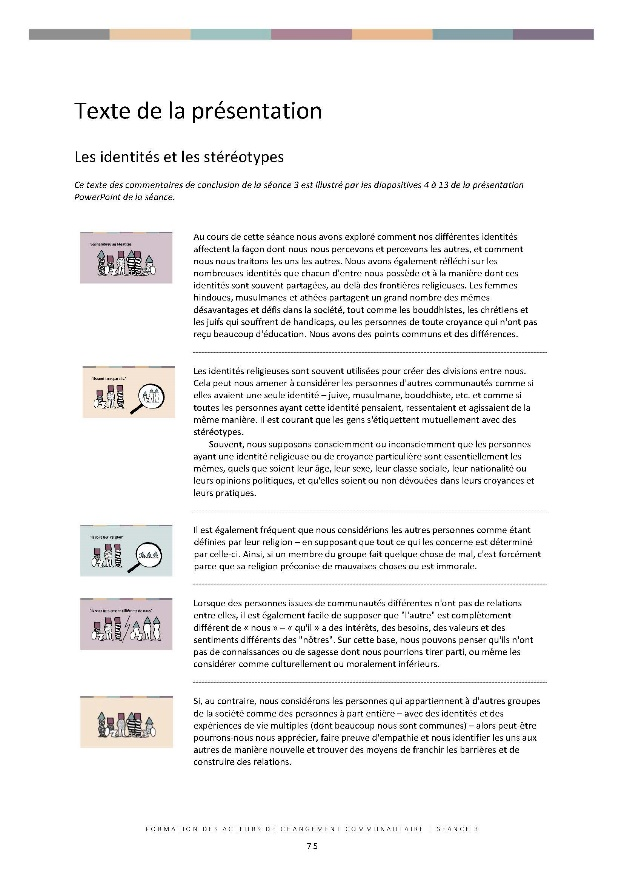 Texte de la présentation
Les identités et les stéréotypes
Ce texte des commentaires de conclusion de la séance 3 est illustré par les diapositives 4 à 13 de la présentation
PowerPoint de la séance.
Au cours de cette séance nous avons exploré comment nos différentes identités
affectent la façon dont nous nous percevons et percevons les autres, et comment
nous nous traitons les uns les autres. Nous avons également réfléchi sur les
nombreuses identités que chacun d'entre nous possède et à la manière dont ces
identités sont souvent partagées, au-delà des frontières religieuses. Les femmes
hindoues, musulmanes et athées partagent un grand nombre des mêmes
désavantages et défis dans la société, tout comme les bouddhistes, les chrétiens et
les juifs qui souffrent de handicaps, ou les personnes de toute croyance qui n'ont pas
reçu beaucoup d'éducation. Nous avons des points communs et des différences.
Les identités religieuses sont souvent utilisées pour créer des divisions entre nous.
Cela peut nous amener à considérer les personnes d'autres communautés comme si
elles avaient une seule identité – juive, musulmane, bouddhiste, etc. et comme si
toutes les personnes ayant cette identité pensaient, ressentaient et agissaient de la
même manière. Il est courant que les gens s'étiquettent mutuellement avec des
stéréotypes.
Souvent, nous supposons consciemment ou inconsciemment que les personnes
ayant une identité religieuse ou de croyance particulière sont essentiellement les
mêmes, quels que soient leur âge, leur sexe, leur classe sociale, leur nationalité ou
leurs opinions politiques, et qu'elles soient ou non dévouées dans leurs croyances et
leurs pratiques.
Il est également fréquent que nous considérions les autres personnes comme étant
définies par leur religion – en supposant que tout ce qui les concerne est déterminé
par celle-ci. Ainsi, si un membre du groupe fait quelque chose de mal, c'est forcément
parce que sa religion préconise de mauvaises choses ou est immorale.
Lorsque des personnes issues de communautés différentes n'ont pas de relations
entre elles, il est également facile de supposer que "l'autre" est complètement
différent de « nous » – « qu'il » a des intérêts, des besoins, des valeurs et des
sentiments différents des "nôtres". Sur cette base, nous pouvons penser qu'ils n'ont
pas de connaissances ou de sagesse dont nous pourrions tirer parti, ou même les
considérer comme culturellement ou moralement inférieurs.
Si, au contraire, nous considérons les personnes qui appartiennent à d'autres groupes
de la société comme des personnes à part entière – avec des identités et des
expériences de vie multiples (dont beaucoup nous sont communes) – alors peut-être
pourrons-nous nous apprécier, faire preuve d'empathie et nous identifier les uns aux
autres de manière nouvelle et trouver des moyens de franchir les barrières et de
construire des relations.
FORMATION DES ACTEURS DE CHANGEMENT COMMUNAUTAIRE SÉANCE 3
75